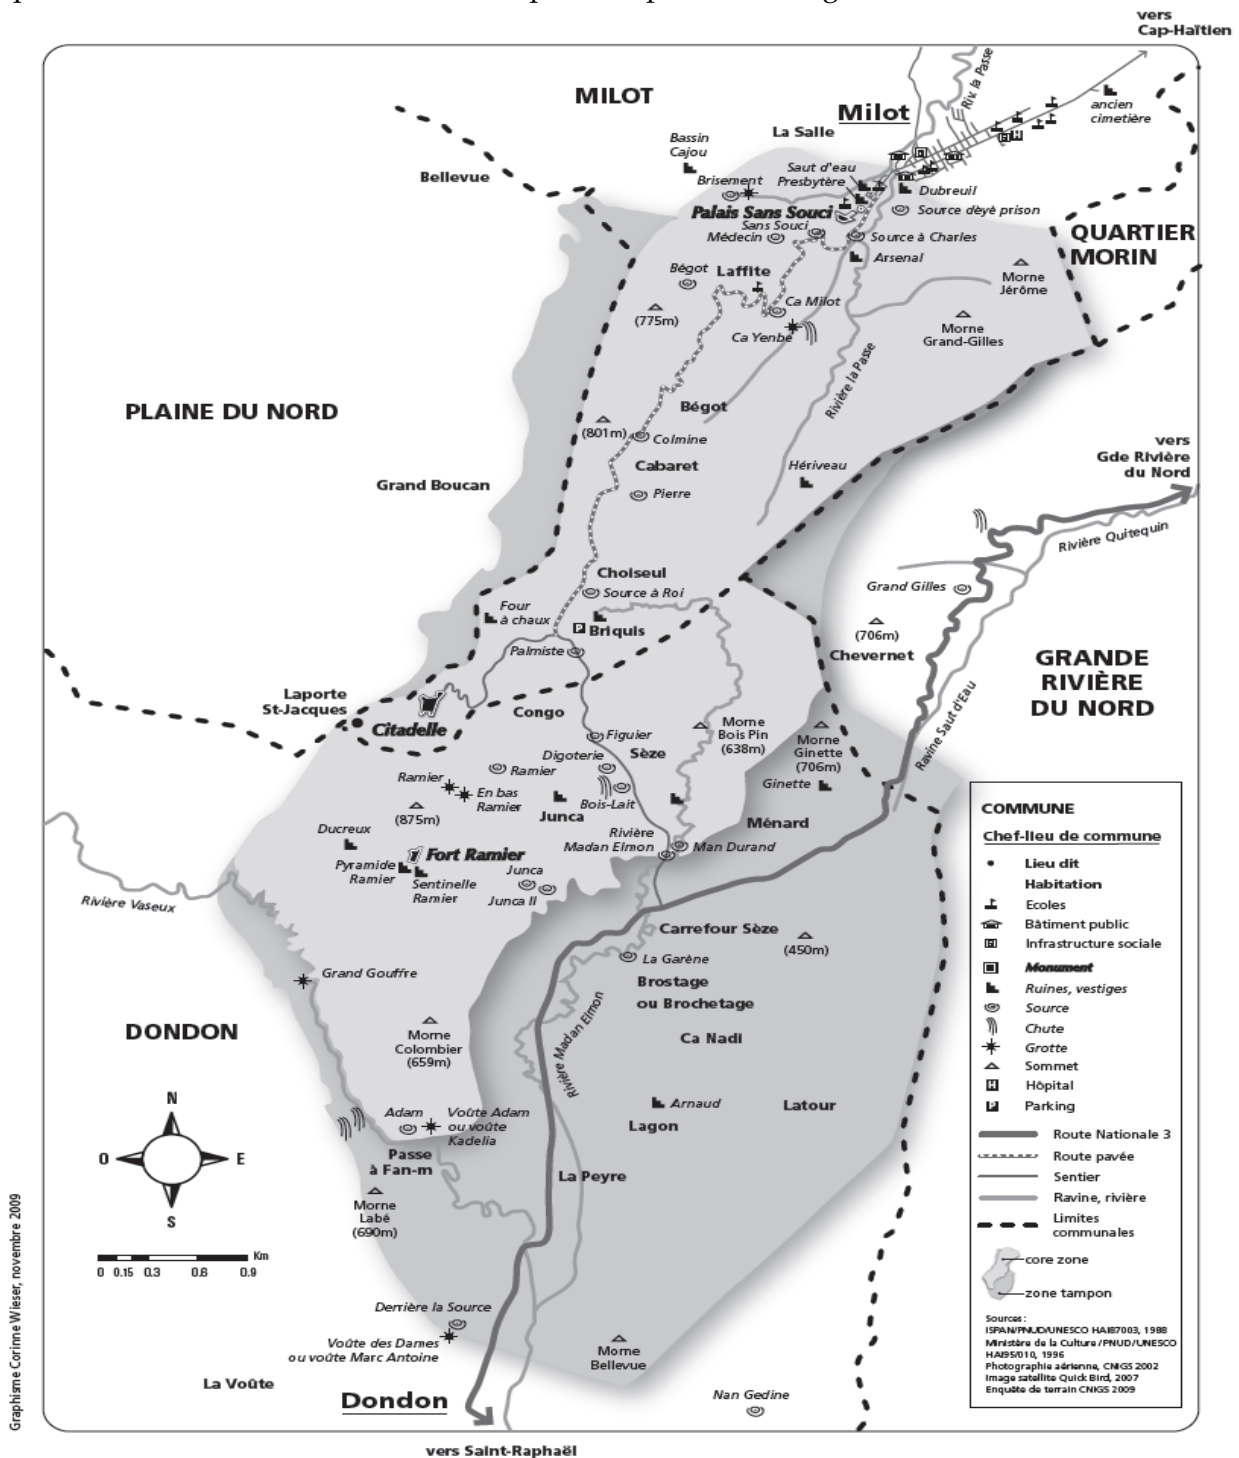 vers
Cap-Haïtien
MILOT
Milot
Riv. la Passe
ancien
cimetière
La Salle
Bassin
Cajou
Saut d'eau
Presbytère
Bellevue
Brisement
Dubreuil
Palais Sans Souci
Source dèyè prison
Sans Souci
Médecin
Source à Charles
QUARTIER
MORIN
Arsenal
Bégot
Laffite
Morne
Jérôme
Ca Milot
(775m)
Ca Yenbe
Morne
Grand-Gilles
Rivière la Passe
PLAINE DU NORD
Bégot
(801m)
Colmine
vers
Gde Rivière
du Nord
Cabaret
Hériveau
Grand Boucan
Pierre
Rivière Quitequin
Choiseul
Source à Roi
Grand Gilles
Four
à chaux
P
Briquis
(706m)
Palmiste
Chevernet
GRANDE
RIVIÈRE
DU NORD
Laporte
St-Jacques
Citadelle
Congo
Ravine Saut d'Eau
Morne
Bois Pin
(638m)
Figuier
Morne
Ginette
(706m)
Digoterie
Sèze
Ramier
Ramier
Ginette
En bas
Ramier
Bois-Lait
(875m)
Junca
Ménard
Ducreux
Rivière
Madan Elmon
Man Durand
Fort Ramier
Pyramide
Ramier
Junca
Sentinelle
Ramier
Junca II
Rivière Vaseux
Carrefour Sèze
(450m)
La Garène
Grand Gouffre
Brostage
ou Brochetage
Rivière Madan Elmon
DONDON
Morne
Colombier
(659m)
Ca Nadi
N
O
E
S
Adam
Voûte Adam
ou voûte
Kadelia
Arnaud
Latour
Lagon
Passe
à Fan-m
La Peyre
Morne
Labé
(690m)
Km
0 0.15 0.3 0.6 0.9
Derrière la Source
Voûte des Dames
ou voûte Marc Antoine
Morne
Bellevue
La Voûte
Dondon
Nan Gedine
vers Saint-Raphaël
Graphisme Corinne Wieser, novembre 2009
COMMUNE
Chef-lieu de commune
Lieu dit
Habitation
Ecoles
Bâtiment public
Infrastructure sociale
Monument
Ruines, vestiges
Source
Chute
Grotte
Sommet
H Hôpital
P Parking
Route Nationale 3
Route pavée
Sentier
Ravine, rivière
Limites
communales
core zone
zone tampon
Sources :
ISPAN/PNUD/UNESCO HAI87003, 1988
Ministère de la Culture /PNUD/UNESCO
HAI95/010, 1996
Photographie aérienne, CNIGS 2002
Image satellite Quick Bird, 2007
Enquête de terrain CNIGS 2009